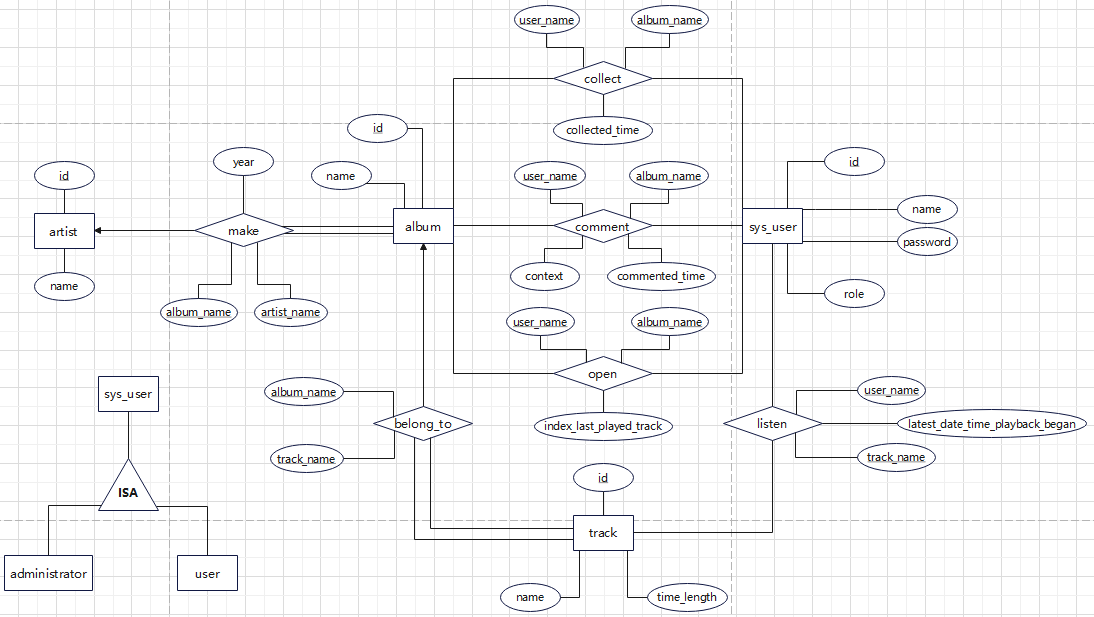 user_name
album_name
collect
collected_time
id
year
name
id
user_name
album_name
id
artist
make
album
comment
sys_user
name
password
name
context
commented_time
role
album_name
artist_name
user_name
album_name
open
sys_user
album_name
belong_to
index_last_played_track
listen
user_name
latest_date_time_playback_began
track_name
track_name
ISA
id
track
administrator
user
name
time_length